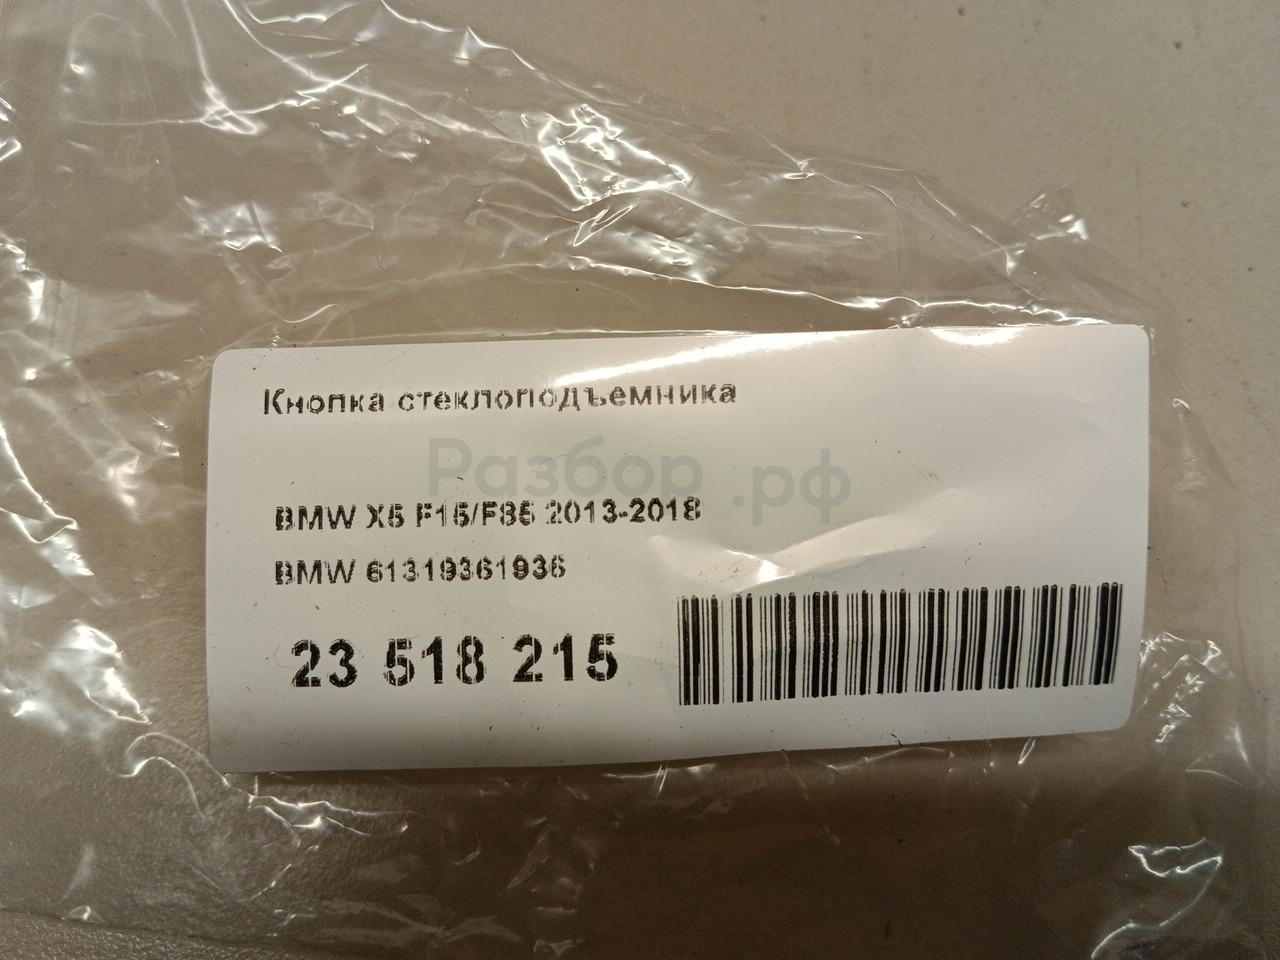 Кнопка стеклоподъемника
Разбор.рф
BMW X5 F15/F85 2013-2018
BMW 61319361936
23 518 215